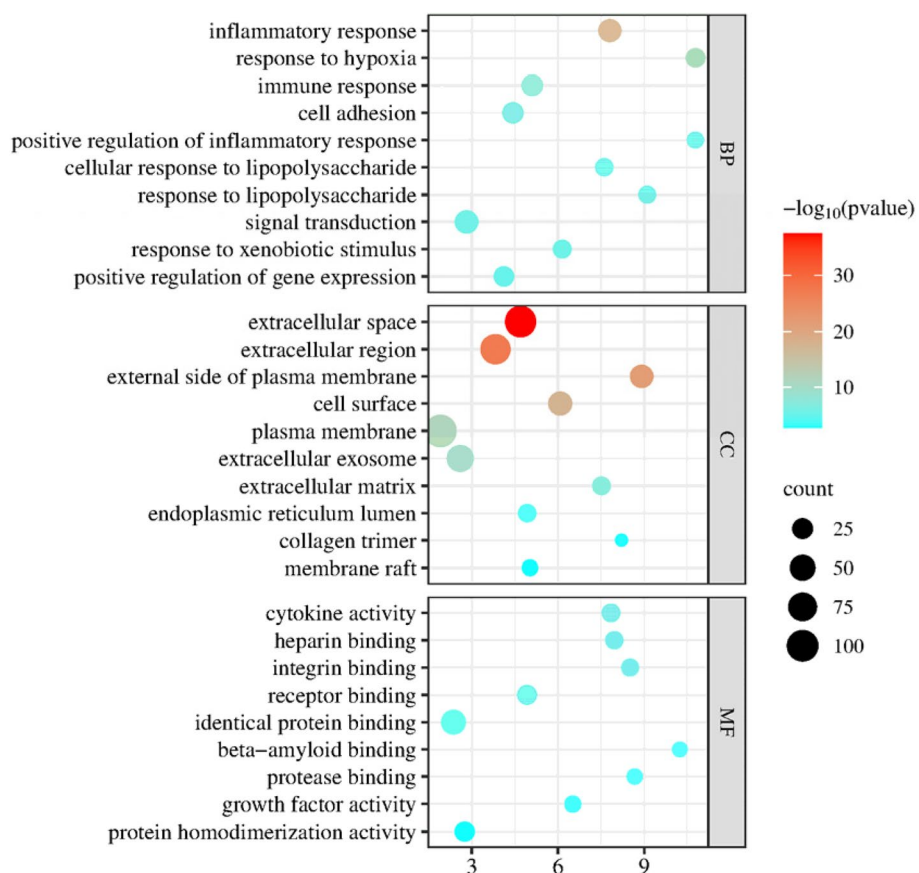 inflammatory response
response to hypoxia
immune response
cell adhesion
positive regulation of inflammatory response
cellular response to lipopolysaccharide
response to lipopolysaccharide
signal transduction
response to xenobiotic stimulus
positive regulation of gene expression
BP
extracellular space
extracellular region
external side of plasma membrane
cell surface
plasma membrane
extracellular exosome
extracellular matrix
endoplasmic reticulum lumen
collagen trimer
membrane raft
CC
cytokine activity
heparin binding
integrin binding
receptor binding
identical protein binding
beta−amyloid binding
protease binding
growth factor activity
protein homodimerization activity
MF
3 6 9
−log₁₀(pvalue)
30
20
10
count
25
50
75
100